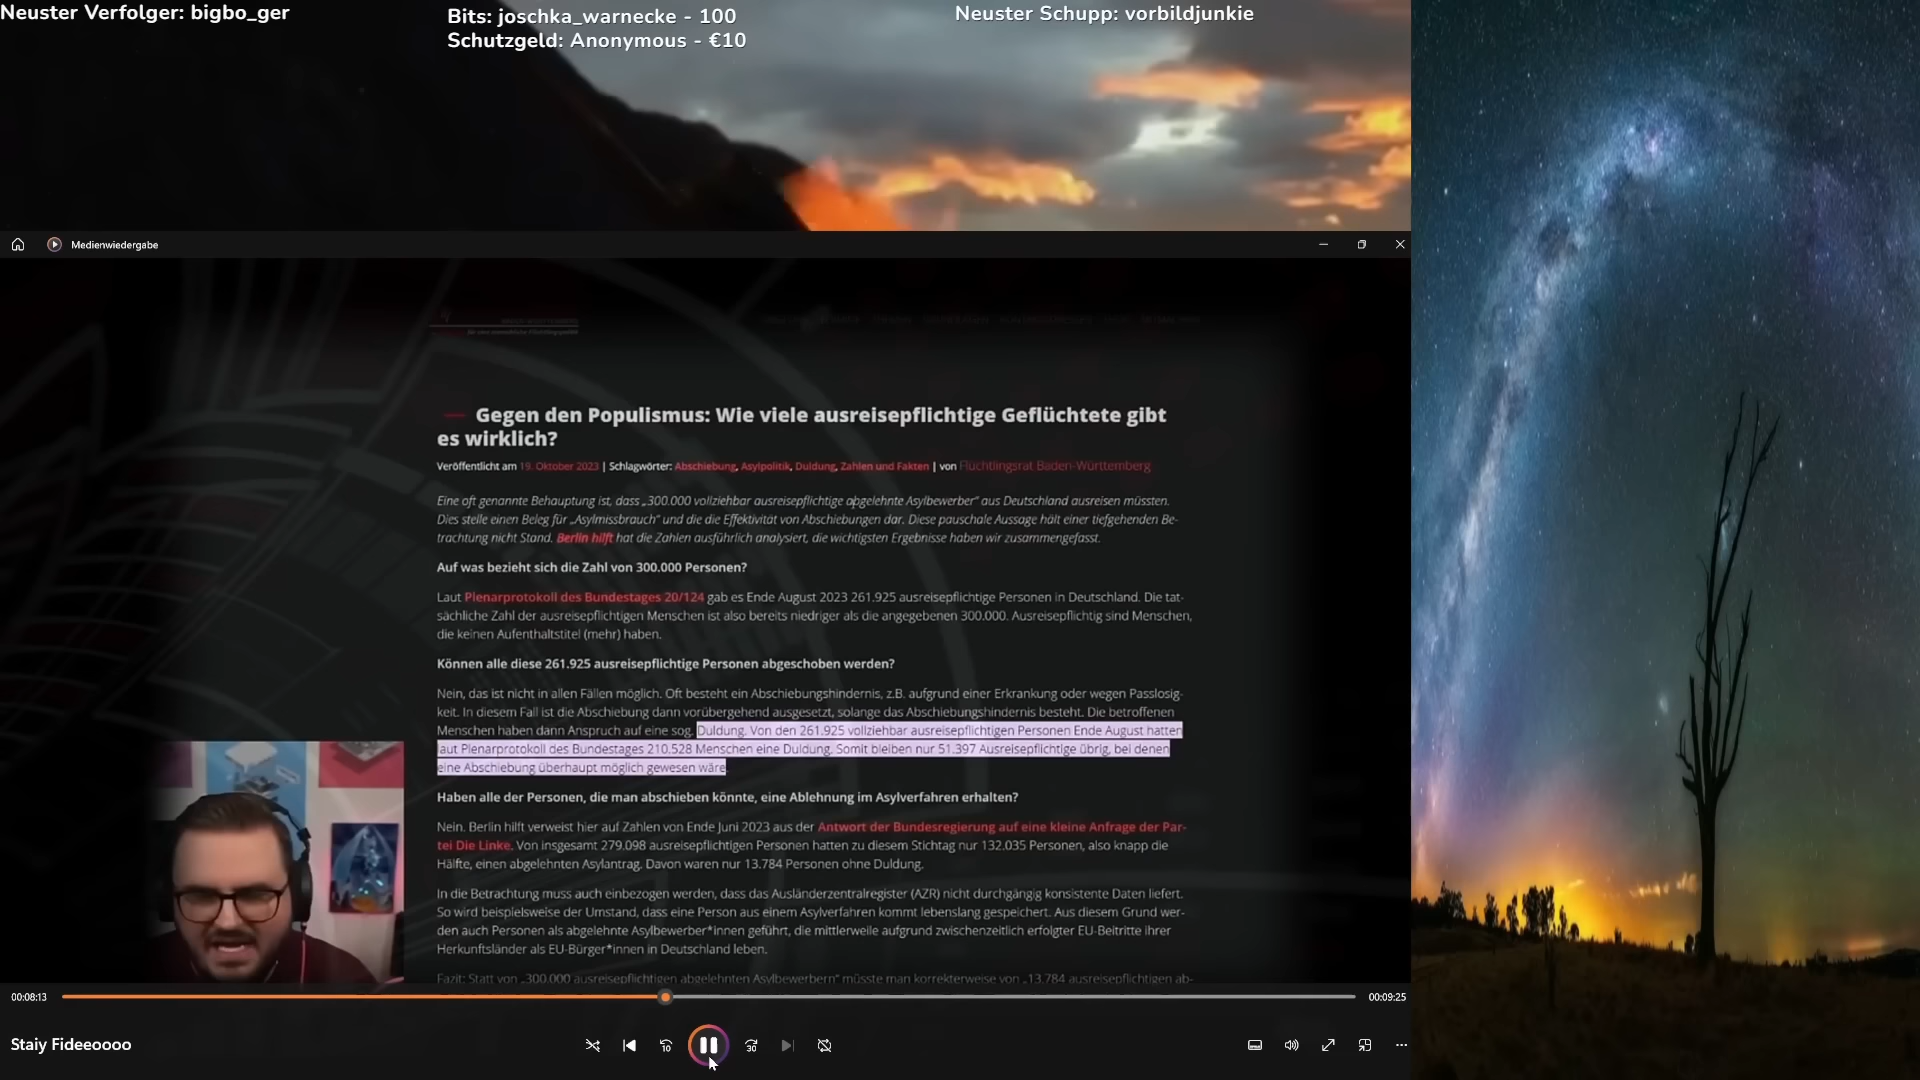 Neuster Verfolger: bigbo_ger
Bits: joschka_warnecke - 100
Schutzgeld: Anonymous - €10
Neuster Schupp: vorbildjunkie
Medienwiedergabe
Gegen den Populismus: Wie viele ausreisepflichtige Geflüchtete gibt
es wirklich?
Veröffentlicht am 19. Oktober 2023 | Schlagwörter: Abschiebung, Asylpolitik, Duldung, Zahlen und Fakten | von Flüchtlingsrat Baden-Württemberg
Eine oft genannte Behauptung ist, dass „300.000 vollziehbar ausreisepflichtige abgelehnte Asylbewerber“ aus Deutschland ausreisen müssten.
Dies stelle einen Beleg für „Asylmissbrauch“ und die die Effektivität von Abschiebungen dar. Diese pauschale Aussage hält einer tiefgehenden Be-
trachtung nicht Stand. Berlin hilft hat die Zahlen ausführlich analysiert, die wichtigsten Ergebnisse haben wir zusammengefasst.
Auf was bezieht sich die Zahl von 300.000 Personen?
Laut Plenarprotokoll des Bundestages 20/124 gab es Ende August 2023 261.925 ausreisepflichtige Personen in Deutschland. Die tat-
sächliche Zahl der ausreisepflichtigen Menschen ist also bereits niedriger als die angegebenen 300.000. Ausreisepflichtig sind Menschen,
die keinen Aufenthaltstitel (mehr) haben.
Können alle diese 261.925 ausreisepflichtige Personen abgeschoben werden?
Nein, das ist nicht in allen Fällen möglich. Oft besteht ein Abschiebungshindernis, z.B. aufgrund einer Erkrankung oder wegen Passlosig-
keit. In diesem Fall ist die Abschiebung dann vorübergehend ausgesetzt, solange das Abschiebungshindernis besteht. Die betroffenen
Menschen haben dann Anspruch auf eine sog. Duldung. Von den 261.925 vollziehbar ausreisepflichtigen Personen Ende August hatten
laut Plenarprotokoll des Bundestages 210.528 Menschen eine Duldung. Somit bleiben nur 51.397 Ausreisepflichtige übrig, bei denen
eine Abschiebung überhaupt möglich gewesen wäre.
Haben alle der Personen, die man abschieben könnte, eine Ablehnung im Asylverfahren erhalten?
Nein. Berlin hilft verweist hier auf Zahlen von Ende Juni 2023 aus der Antwort der Bundesregierung auf eine kleine Anfrage der Par-
tei Die Linke. Von insgesamt 279.098 ausreisepflichtigen Personen hatten zu diesem Stichtag nur 132.035 Personen, also knapp die
Hälfte, einen abgelehnten Asylantrag. Davon waren nur 13.784 Personen ohne Duldung.
In die Betrachtung muss auch einbezogen werden, dass das Ausländerzentralregister (AZR) nicht durchgängig konsistente Daten liefert.
So wird beispielsweise der Umstand, dass eine Person aus einem Asylverfahren kommt lebenslang gespeichert. Aus diesem Grund wer-
den auch Personen als abgelehnte Asylbewerber*innen geführt, die mittlerweile aufgrund zwischenzeitlich erfolgter EU-Beitritte ihrer
Herkunftsländer als EU-Bürger*innen in Deutschland leben.
Fazit: Statt von „300.000 ausreisepflichtigen abgelehnten Asylbewerbern“ müsste man korrekterweise von „13.784 ausreisepflichtigen ab-
00:08:13
00:09:25
Staiy Fideeoooo
10
30